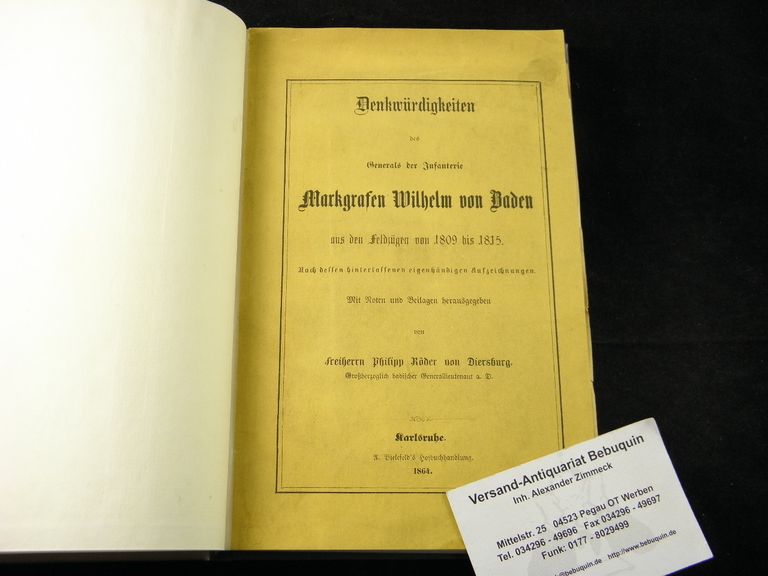 Denkwürdigkeiten
des
Generals der Infanterie
Markgrafen Wilhelm von Baden
aus den Feldzügen von 1809 bis 1815.
Nach dessen hinterlassenen eigenhändigen Aufzeichnungen.
Mit Noten und Beilagen herausgegeben
von
Freiherrn Philipp Röder von Diersburg.
Großherzoglich badischer Generallieutenant a. D.
Karlsruhe.
A. Bielefeld's Hofbuchhandlung.
1864.
Versand-Antiquariat Bebuquin
Inh. Alexander Zimmeck
Mittelstr. 25 04523 Pegau OT Werben
Tel. 034296 - 49696 Fax 034296 - 49697
Funk: 0177 - 8029499
@bebuquin.de http://www.bebuquin.de